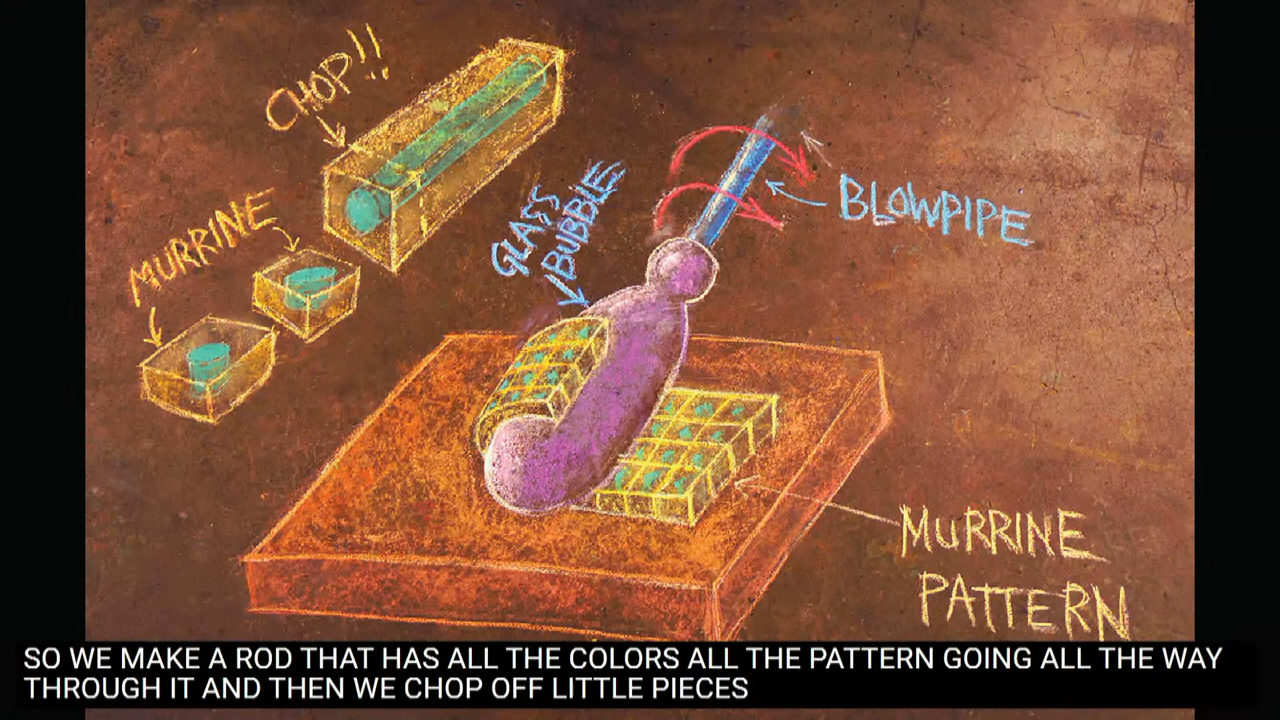 CHOP!!
MURRINE
GLASS
BUBBLE
BLOWPIPE
MURRINE
PATTERN
SO WE MAKE A ROD THAT HAS ALL THE COLORS ALL THE PATTERN GOING ALL THE WAY
THROUGH IT AND THEN WE CHOP OFF LITTLE PIECES